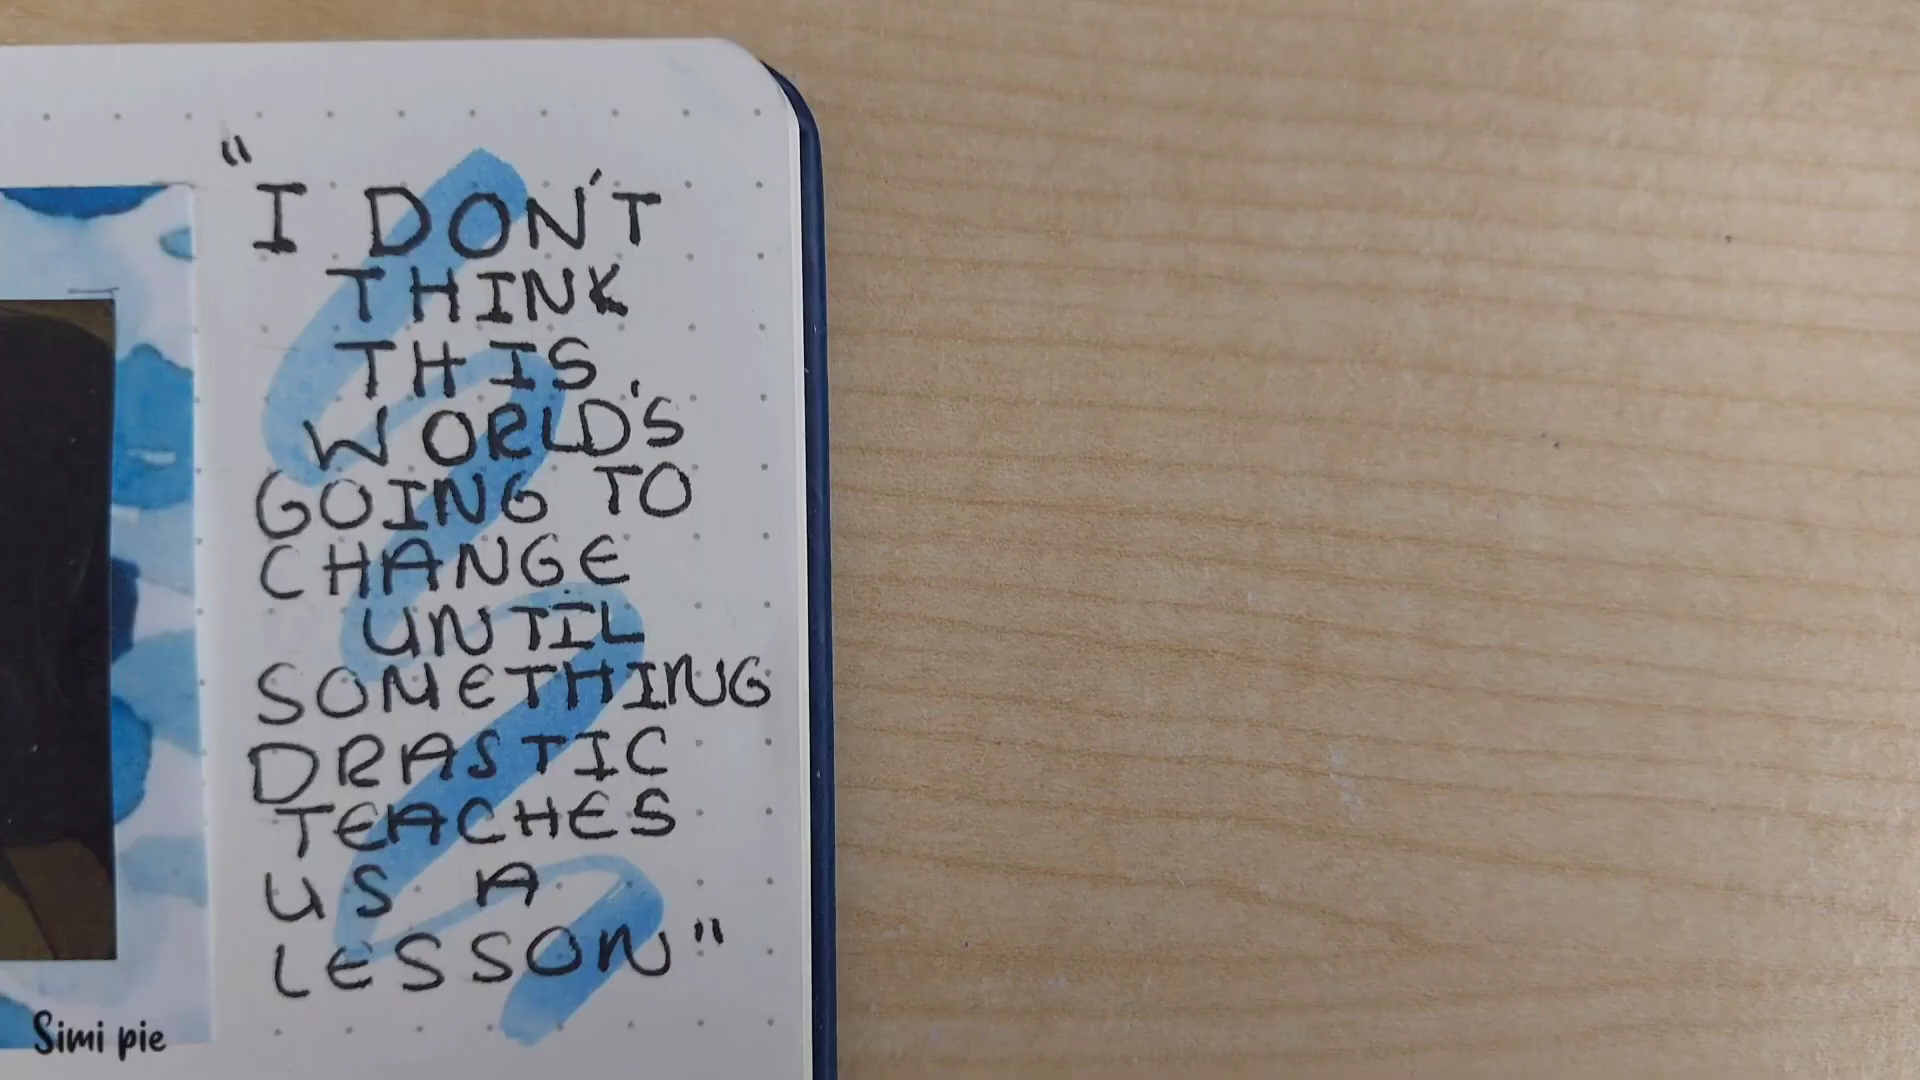 "I DON'T
THINK
THIS
WORLD'S
GOING TO
CHANGE
UNTIL
SOMETHING
DRASTIC
TEACHES
US A
LESSON"
Simi pie